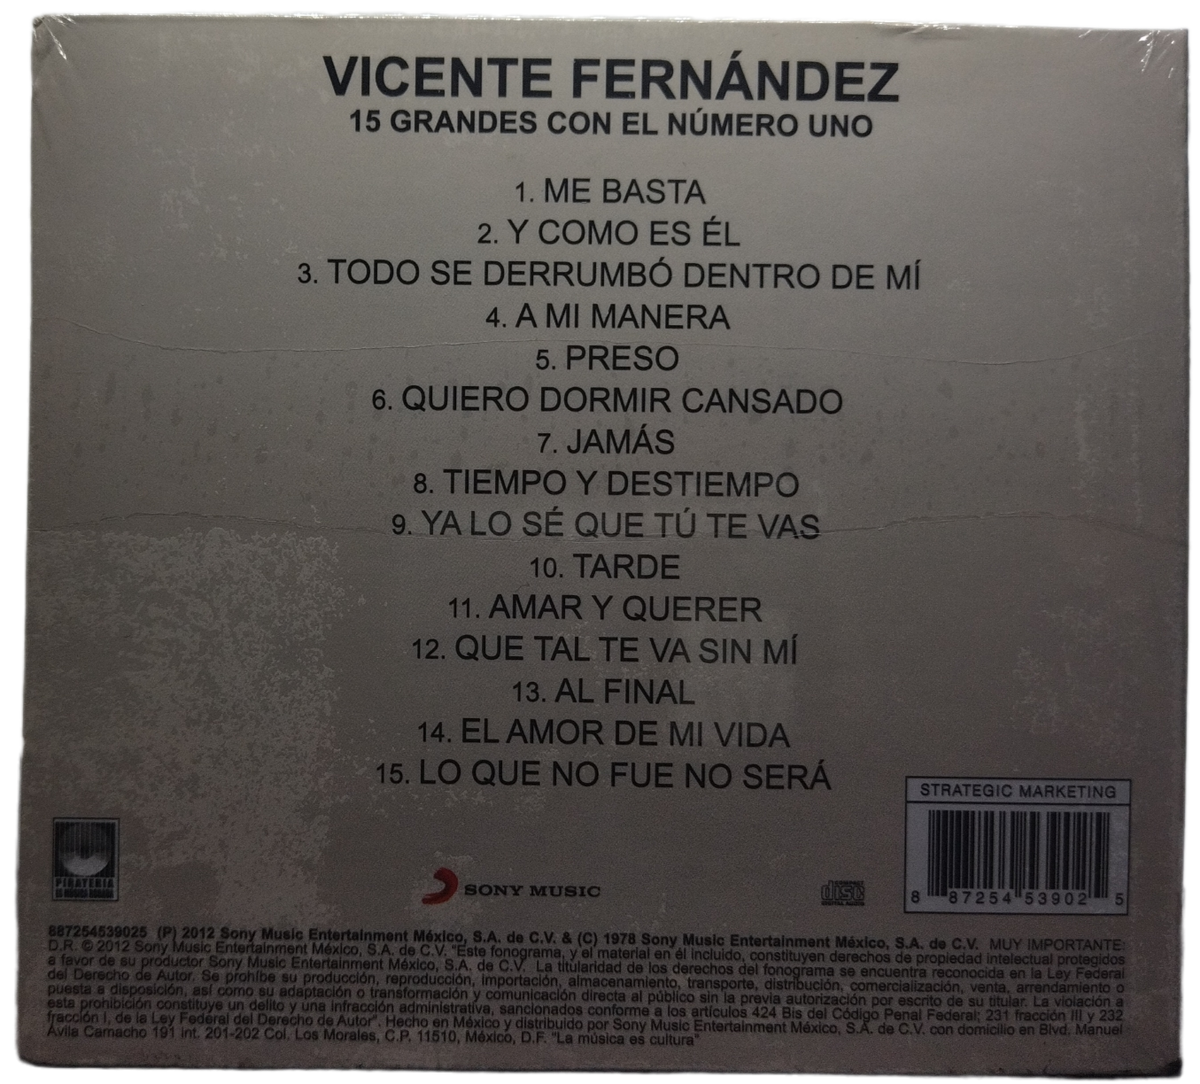 VICENTE FERNÁNDEZ
15 GRANDES CON EL NÚMERO UNO
1. ME BASTA
2. Y COMO ES ÉL
3. TODO SE DERRUMBÓ DENTRO DE MÍ
4. A MI MANERA
5. PRESO
6. QUIERO DORMIR CANSADO
7. JAMÁS
8. TIEMPO Y DESTIEMPO
9. YA LO SÉ QUE TÚ TE VAS
10. TARDE
11. AMAR Y QUERER
12. QUE TAL TE VA SIN MÍ
13. AL FINAL
14. EL AMOR DE MI VIDA
15. LO QUE NO FUE NO SERÁ
STRATEGIC MARKETING
8 87254 53902 5
PIRATERIA
SONY MUSIC
COMPACT
disc
DIGITAL AUDIO
887254539025 (P) 2012 Sony Music Entertainment México, S.A. de C.V. & (C) 1978 Sony Music Entertainment México, S.A. de C.V. MUY IMPORTANTE:
D.R. © 2012 Sony Music Entertainment México, S.A. de C.V. "Este fonograma, y el material en él incluido, constituyen derechos de propiedad intelectual protegidos
a favor de su productor Sony Music Entertainment México, S.A. de C.V. La titularidad de los derechos del fonograma se encuentra reconocida en la Ley Federal
del Derecho de Autor. Se prohíbe su producción, reproducción, importación, almacenamiento, transporte, distribución, comercialización, venta, arrendamiento o
puesta a disposición, así como su adaptación o transformación y comunicación directa al público sin la previa autorización por escrito de su titular. La violación a
esta prohibición constituye un delito y una infracción administrativa, sancionados conforme a los artículos 424 Bis del Código Penal Federal; 231 fracción III y 232
fracción I, de la Ley Federal del Derecho de Autor". Hecho en México y distribuido por Sony Music Entertainment México, S.A. de C.V. con domicilio en Blvd. Manuel
Ávila Camacho 191 int. 201-202 Col. Los Morales, C.P. 11510, México, D.F. "La música es cultura"